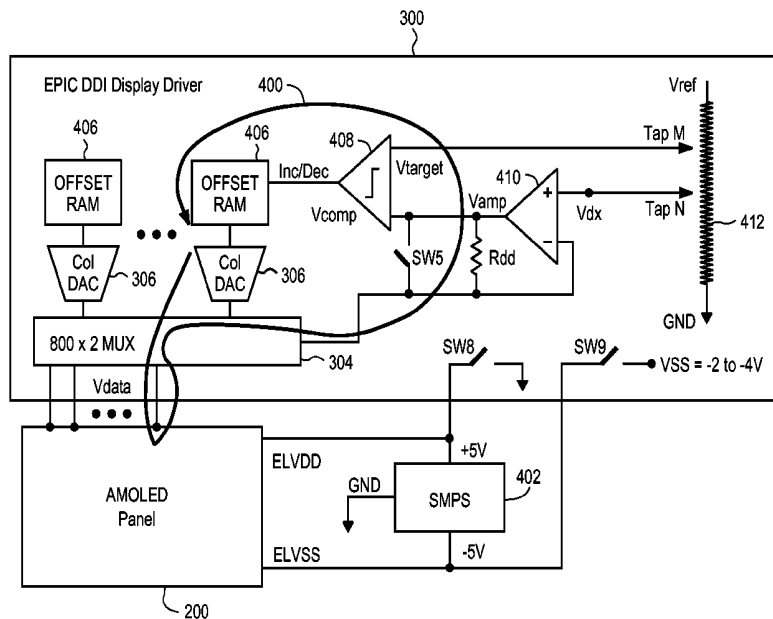 300
EPIC DDI Display Driver
400
Vref
406
406
408
Tap M
OFFSET
RAM
OFFSET
RAM
Inc/Dec
Vtarget
410
Vcomp
Vamp
+
Vdx
Tap N
412
Col
DAC
306
Col
DAC
306
SW5
Rdd
−
GND
800 x 2 MUX
304
SW8
SW9
VSS = -2 to -4V
Vdata
AMOLED
Panel
ELVDD
+5V
GND
SMPS
402
ELVSS
-5V
200